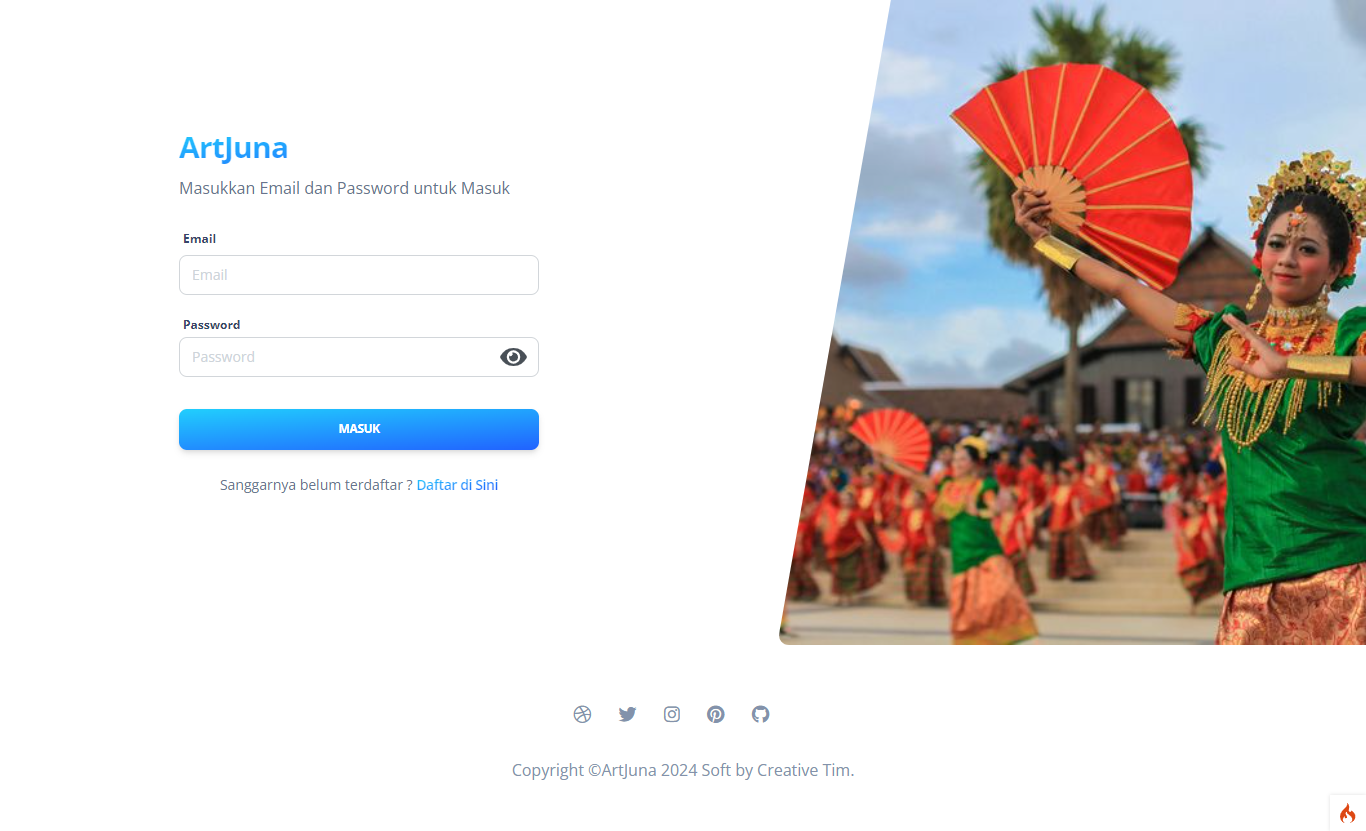 ArtJuna
Masukkan Email dan Password untuk Masuk
Email
Email
Password
Password
MASUK
Sanggarnya belum terdaftar ? Daftar di Sini
Copyright ©ArtJuna 2024 Soft by Creative Tim.